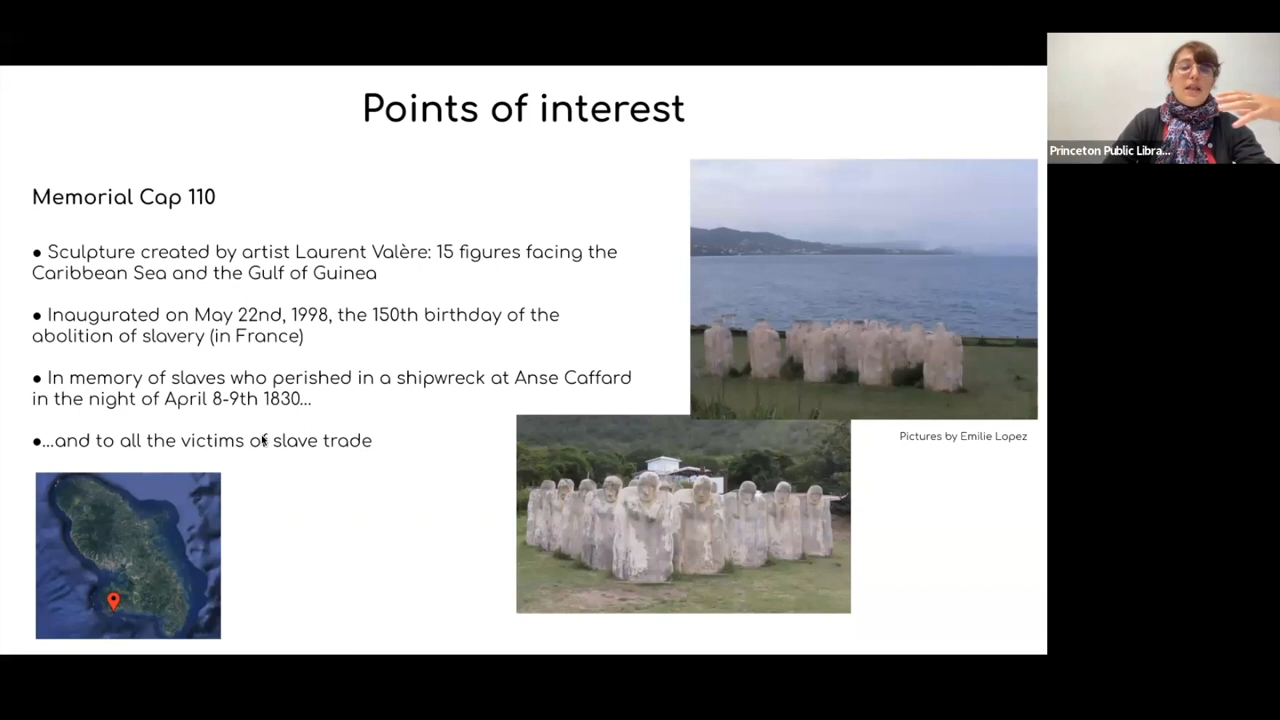 Points of interest
Memorial Cap 110
● Sculpture created by artist Laurent Valère: 15 figures facing the
Caribbean Sea and the Gulf of Guinea
● Inaugurated on May 22nd, 1998, the 150th birthday of the
abolition of slavery (in France)
● In memory of slaves who perished in a shipwreck at Anse Caffard
in the night of April 8-9th 1830...
●...and to all the victims of slave trade
Pictures by Emilie Lopez
Princeton Public Libra...